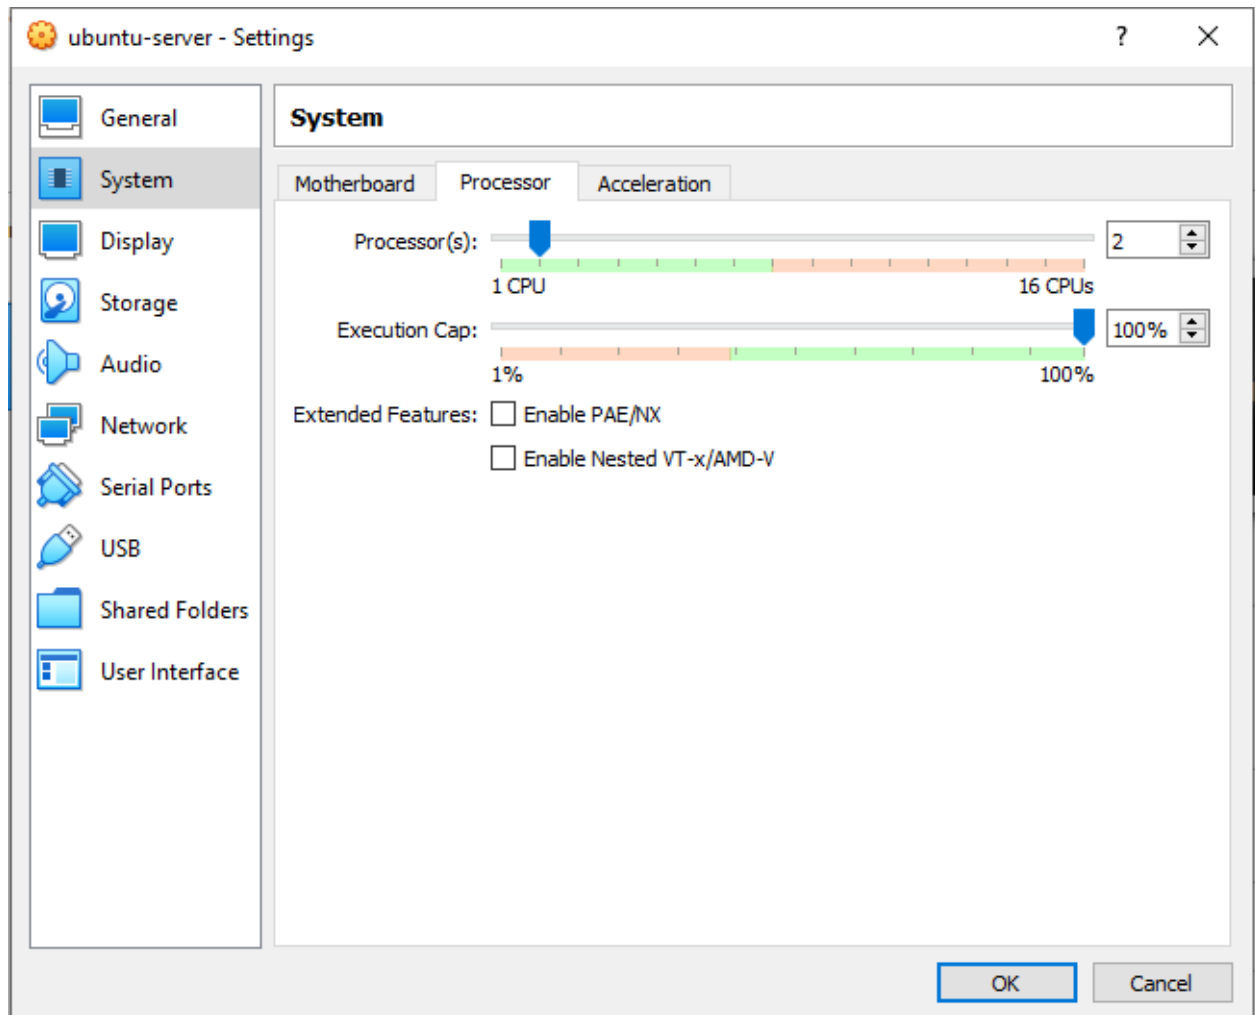 ubuntu-server - Settings ? ×
General
System
Display
Storage
Audio
Network
Serial Ports
USB
Shared Folders
User Interface
System
Motherboard Processor Acceleration
Processor(s): 2
1 CPU 16 CPUs
Execution Cap: 100%
1% 100%
Extended Features: Enable PAE/NX
Enable Nested VT-x/AMD-V
OK Cancel